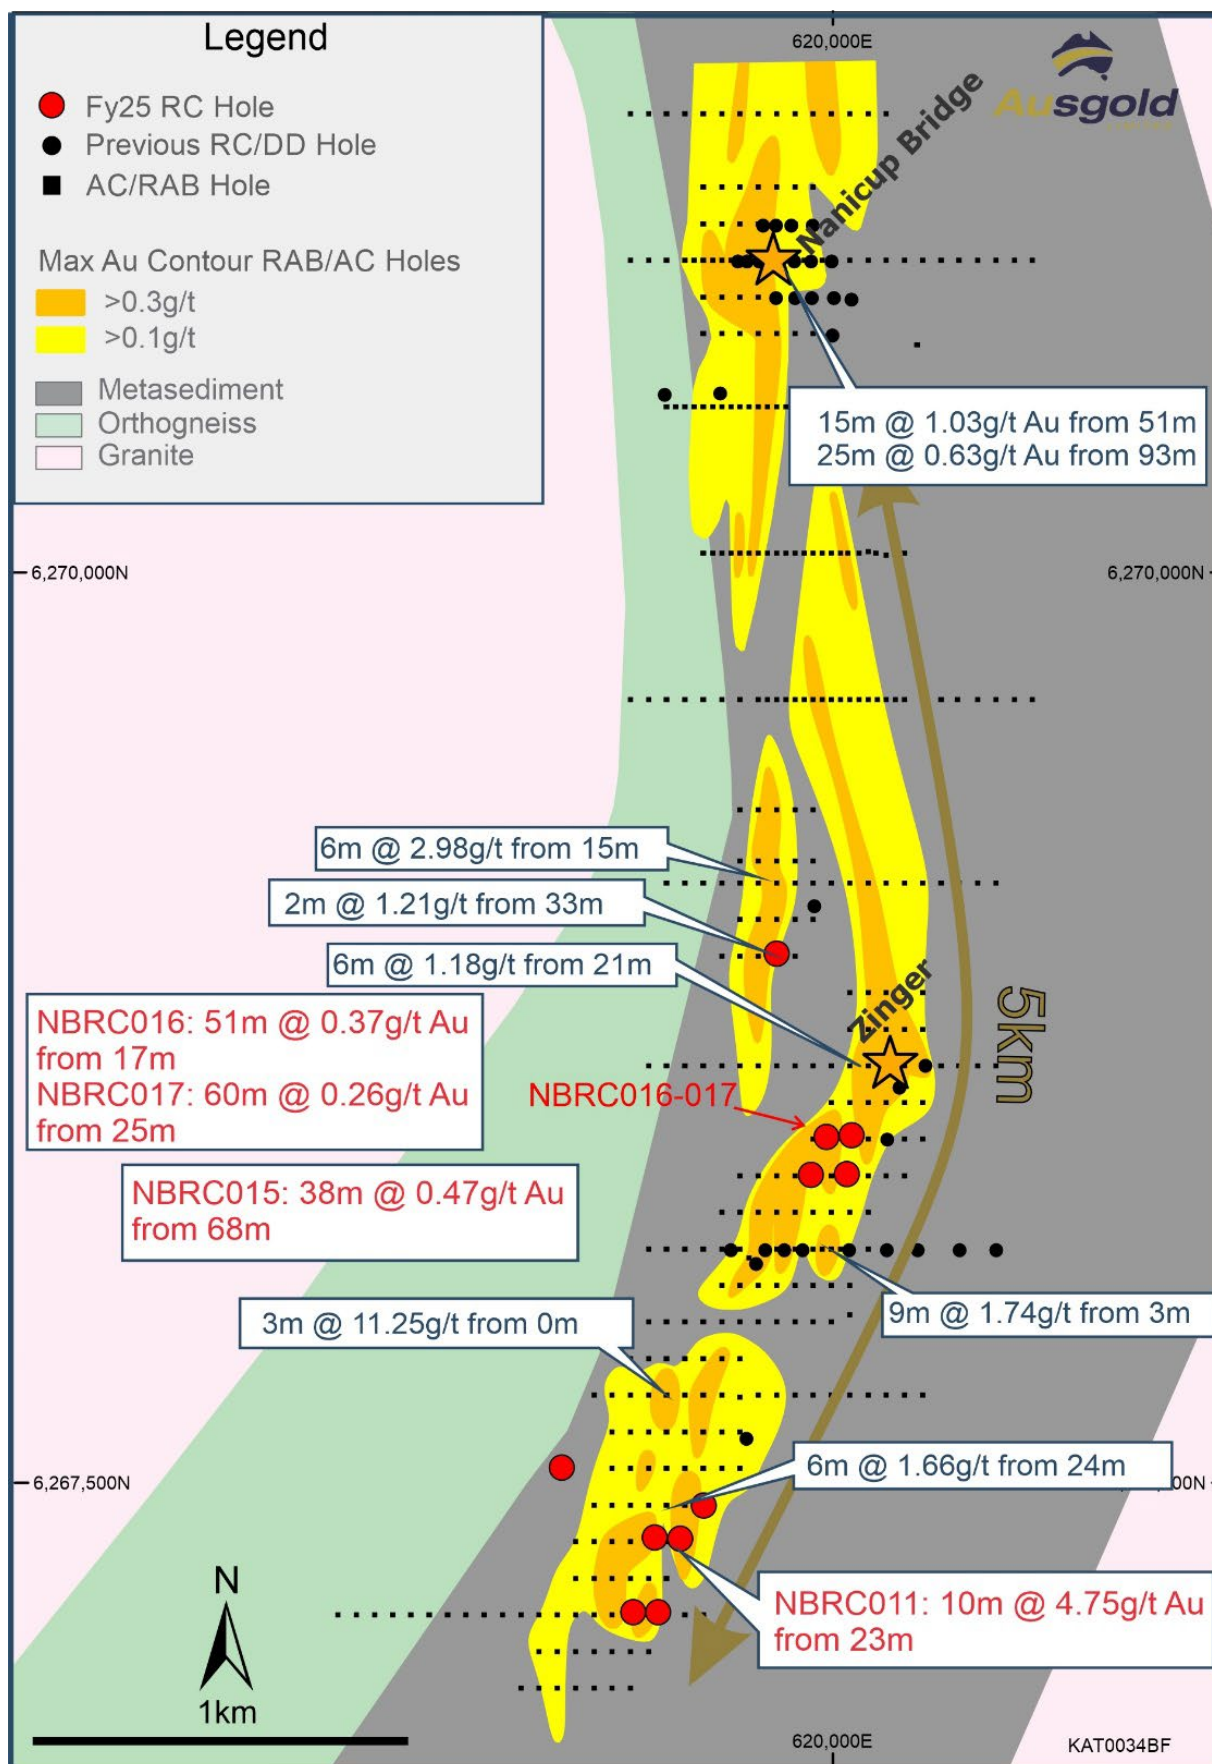 Legend
Fy25 RC Hole
Previous RC/DD Hole
AC/RAB Hole
Max Au Contour RAB/AC Holes
>0.3g/t
>0.1g/t
Metasediment
Orthogneiss
Granite
620,000E
Ausgold
Nanicup Bridge
15m @ 1.03g/t Au from 51m
25m @ 0.63g/t Au from 93m
6,270,000N
6,270,000N
6m @ 2.98g/t from 15m
2m @ 1.21g/t from 33m
6m @ 1.18g/t from 21m
Zinger
5km
NBRC016: 51m @ 0.37g/t Au
from 17m
NBRC017: 60m @ 0.26g/t Au
from 25m
NBRC016-017
NBRC015: 38m @ 0.47g/t Au
from 68m
9m @ 1.74g/t from 3m
3m @ 11.25g/t from 0m
6m @ 1.66g/t from 24m
6,267,500N
00N
NBRC011: 10m @ 4.75g/t Au
from 23m
N
1km
620,000E
KAT0034BF